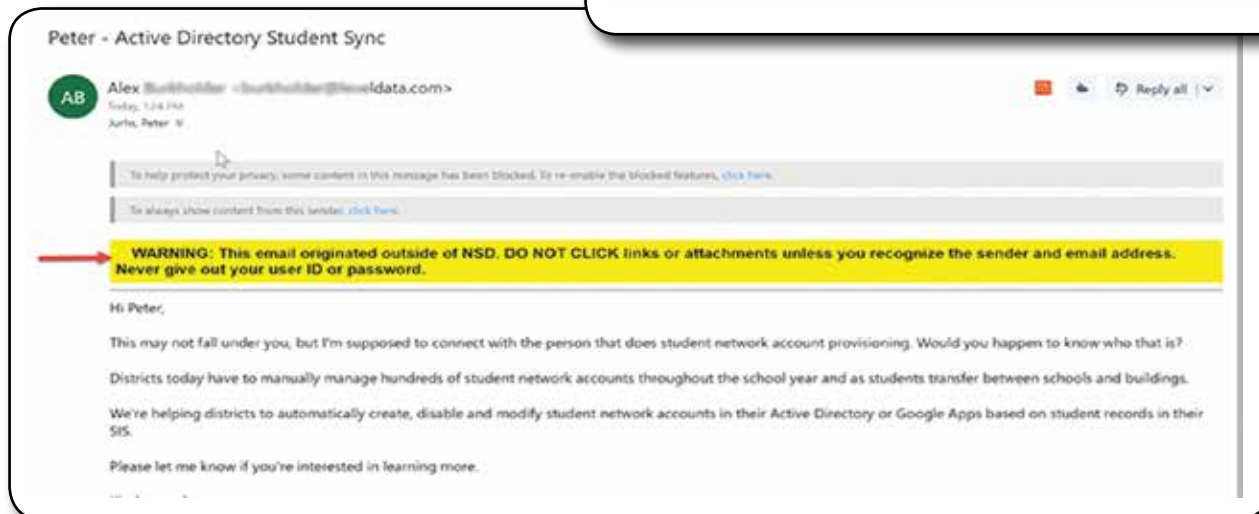 Peter - Active Directory Student Sync
AB
Alex ldata.com>
Today, 1:24 PM
Reply all
Peter
To help protect your privacy, some content in this message has been blocked. To re-enable the blocked features, click here.
To always show content from this sender, click here.
WARNING: This email originated outside of NSD. DO NOT CLICK links or attachments unless you recognize the sender and email address.
Never give out your user ID or password.
Hi Peter,
This may not fall under you, but I'm supposed to connect with the person that does student network account provisioning. Would you happen to know who that is?
Districts today have to manually manage hundreds of student network accounts throughout the school year and as students transfer between schools and buildings.
We're helping districts to automatically create, disable and modify student network accounts in their Active Directory or Google Apps based on student records in their
SIS.
Please let me know if you're interested in learning more.